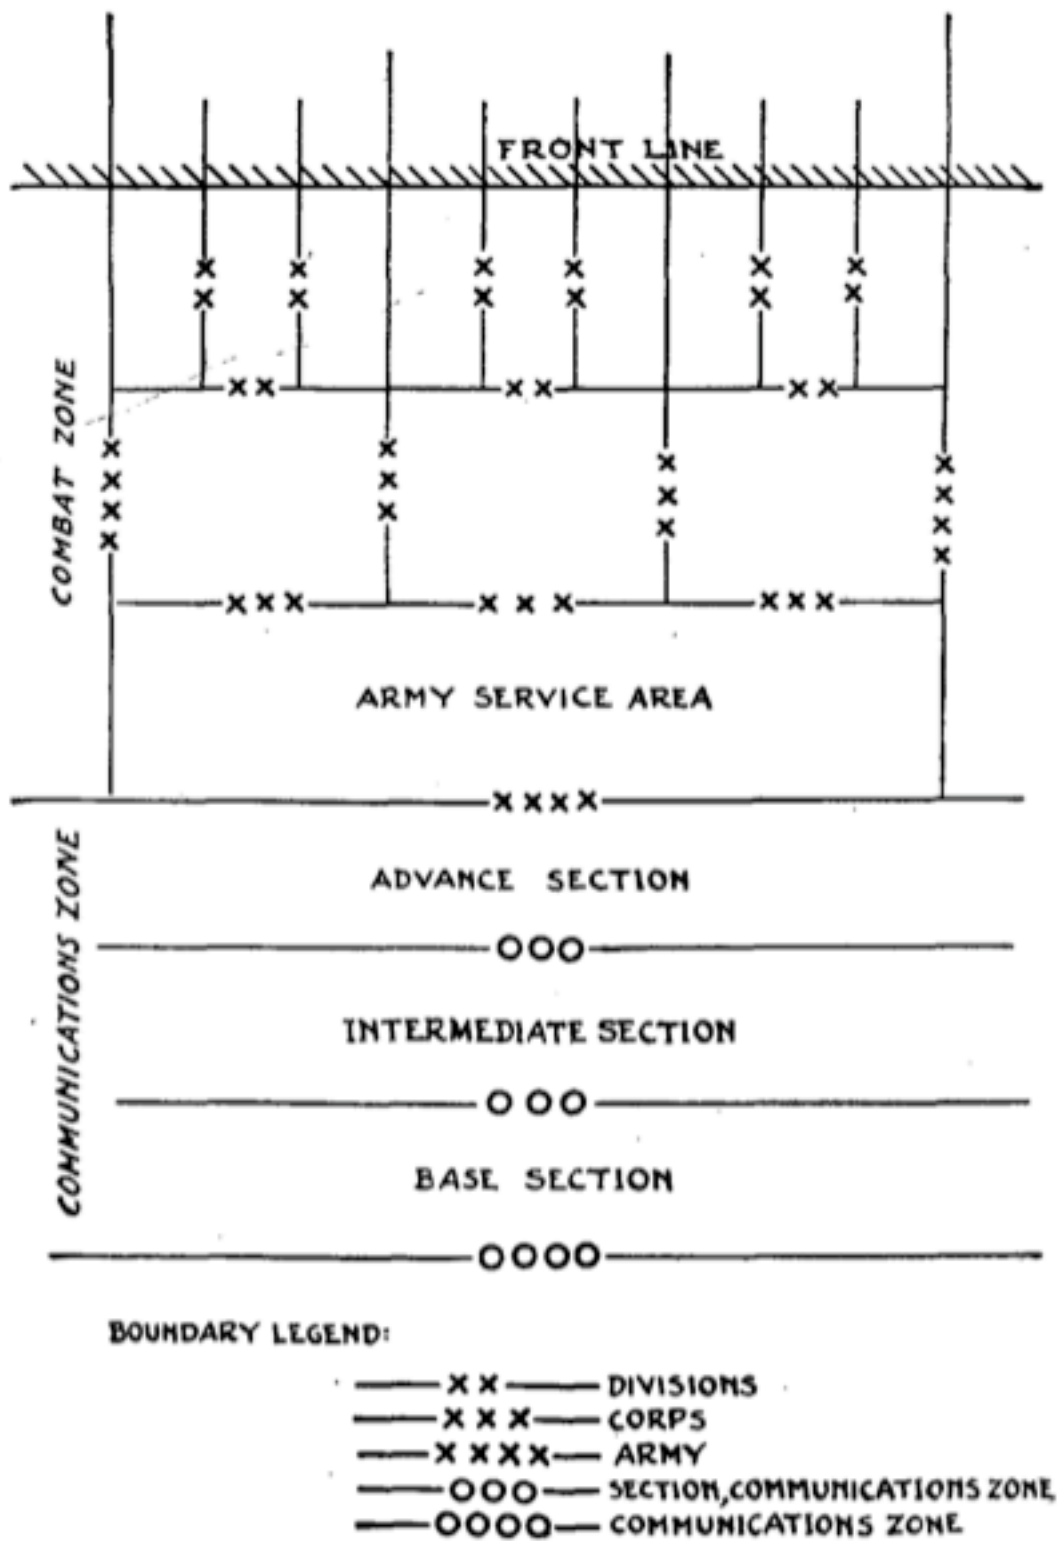 FRONT LINE
COMBAT ZONE
XX XX XX XX XX XX
XX XX XX
XXXX XXX XXX XXXX
XXX XXX XXX
ARMY SERVICE AREA
XXXX
COMMUNICATIONS ZONE
ADVANCE SECTION
OOO
INTERMEDIATE SECTION
OOO
BASE SECTION
OOOO
BOUNDARY LEGEND:
XX DIVISIONS
XXX CORPS
XXXX ARMY
OOO SECTION, COMMUNICATIONS ZONE
OOOO COMMUNICATIONS ZONE